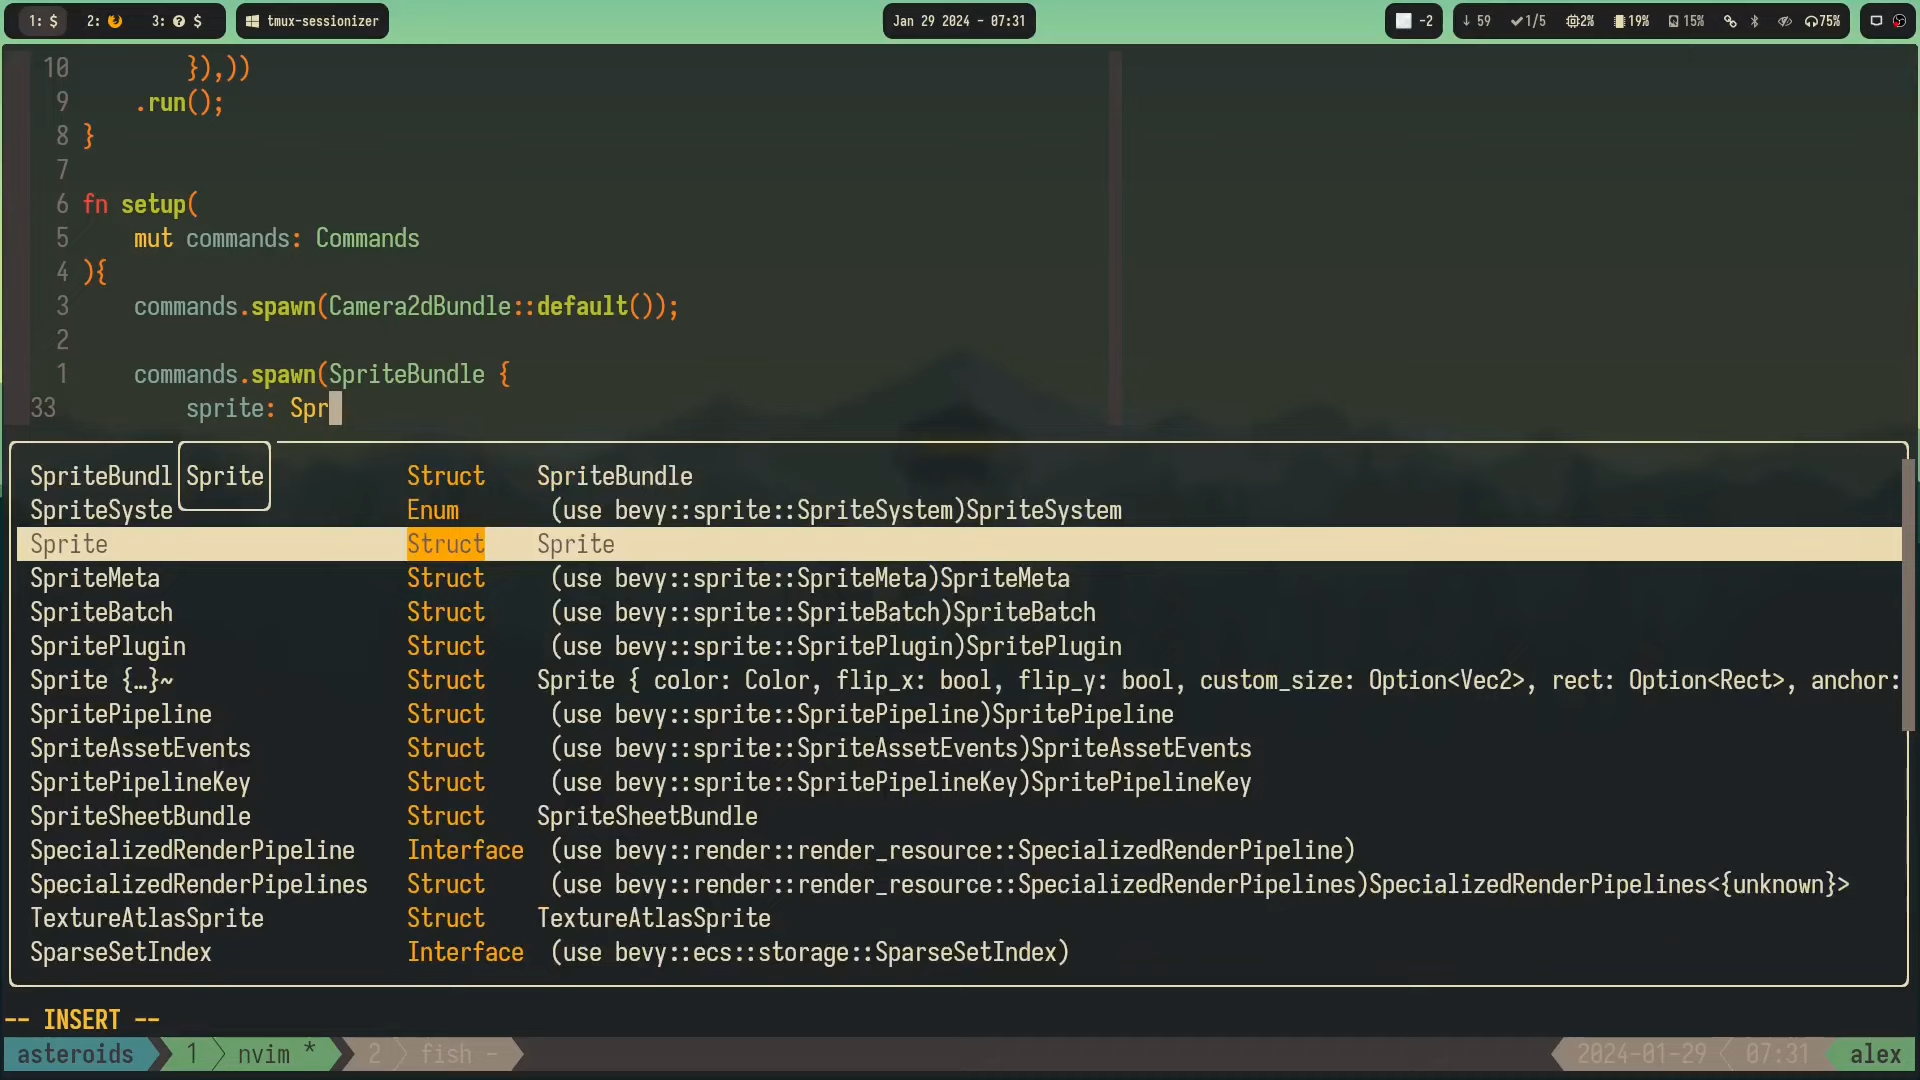 1: $ 2: 3: $ tmux-sessionizer Jan 29 2024 - 07:31 -2 ↓ 59 ✓1/5 2% 19% 15% 75%
10 }),))
9 .run();
8 }
7
6 fn setup(
5 mut commands: Commands
4 ){
3 commands.spawn(Camera2dBundle::default());
2
1 commands.spawn(SpriteBundle {
33 sprite: Spr
SpriteBundl Sprite Struct SpriteBundle
SpriteSyste Enum (use bevy::sprite::SpriteSystem)SpriteSystem
Sprite Struct Sprite
SpriteMeta Struct (use bevy::sprite::SpriteMeta)SpriteMeta
SpriteBatch Struct (use bevy::sprite::SpriteBatch)SpriteBatch
SpritePlugin Struct (use bevy::sprite::SpritePlugin)SpritePlugin
Sprite {…}~ Struct Sprite { color: Color, flip_x: bool, flip_y: bool, custom_size: Option<Vec2>, rect: Option<Rect>, anchor:
SpritePipeline Struct (use bevy::sprite::SpritePipeline)SpritePipeline
SpriteAssetEvents Struct (use bevy::sprite::SpriteAssetEvents)SpriteAssetEvents
SpritePipelineKey Struct (use bevy::sprite::SpritePipelineKey)SpritePipelineKey
SpriteSheetBundle Struct SpriteSheetBundle
SpecializedRenderPipeline Interface (use bevy::render::render_resource::SpecializedRenderPipeline)
SpecializedRenderPipelines Struct (use bevy::render::render_resource::SpecializedRenderPipelines)SpecializedRenderPipelines<{unknown}>
TextureAtlasSprite Struct TextureAtlasSprite
SparseSetIndex Interface (use bevy::ecs::storage::SparseSetIndex)
-- INSERT --
asteroids 1 nvim * 2 fish - 2024-01-29 07:31 alex